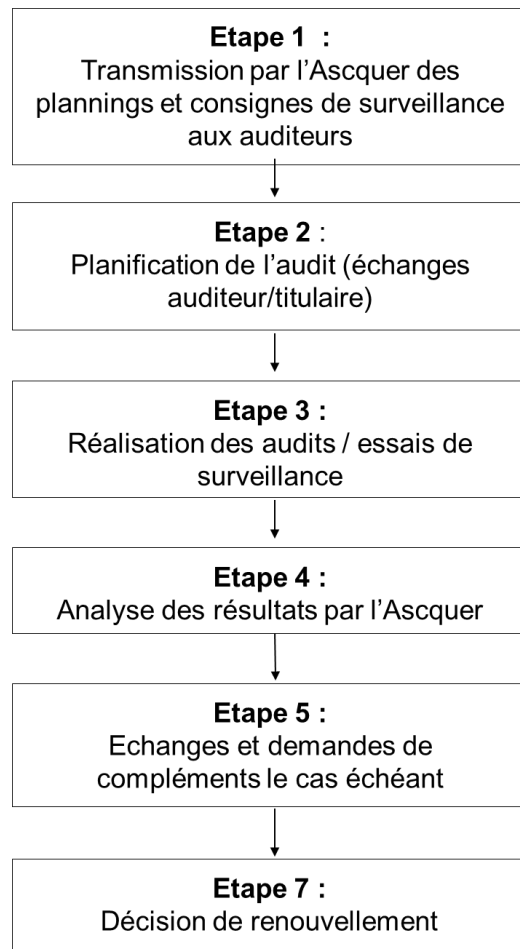 Etape 1 :
Transmission par l’Ascquer des
plannings et consignes de surveillance
aux auditeurs
Etape 2 :
Planification de l’audit (échanges
auditeur/titulaire)
Etape 3 :
Réalisation des audits / essais de
surveillance
Etape 4 :
Analyse des résultats par l’Ascquer
Etape 5 :
Echanges et demandes de
compléments le cas échéant
Etape 7 :
Décision de renouvellement